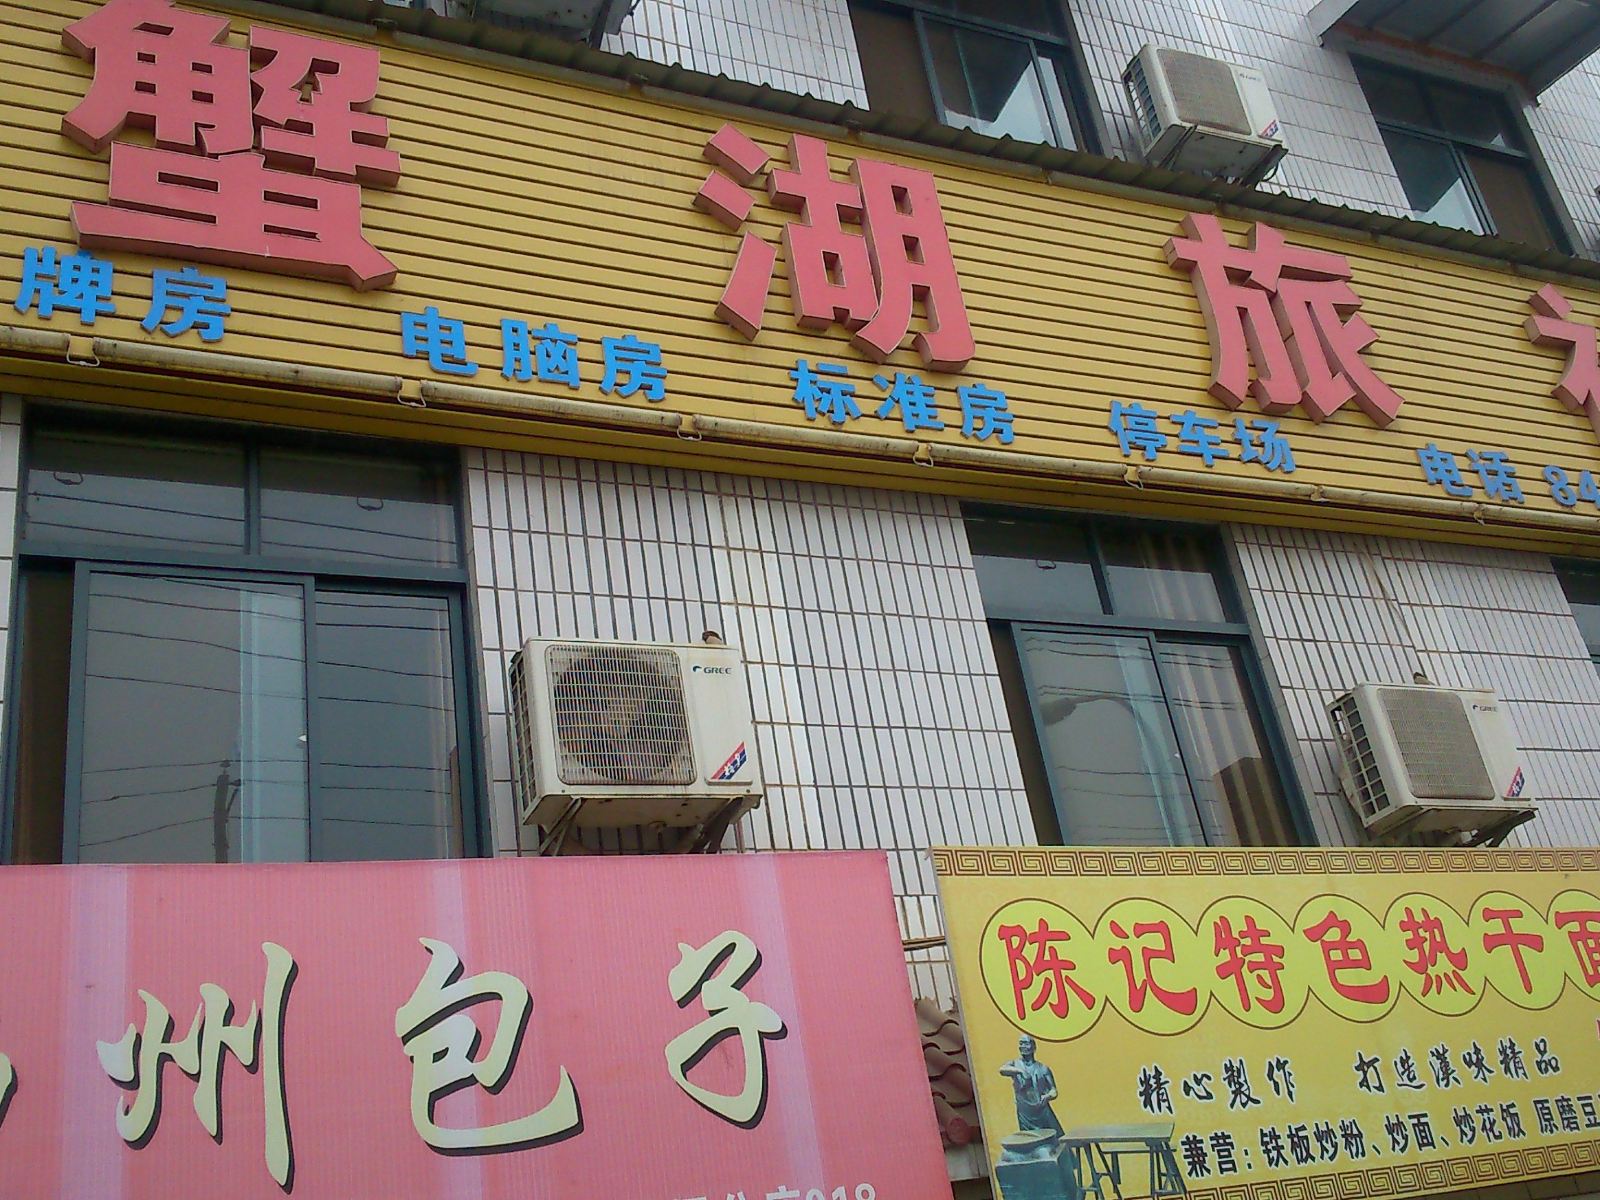 蟹湖旅
牌房 电脑房 标准房 停车场 电话 84
GREE
GREE
州包子
018
陈记特色热干面
精心製作 打造漢味精品
兼营:铁板炒粉、炒面、炒花饭 原磨豆